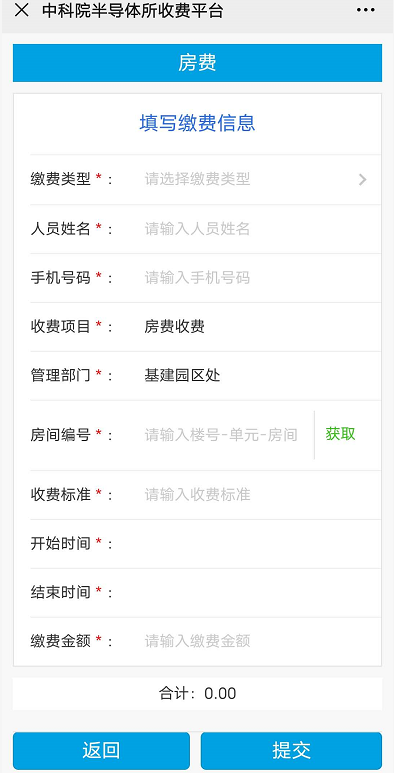 中科院半导体所收费平台
房费
填写缴费信息
缴费类型 * : 请选择缴费类型
人员姓名 * : 请输入人员姓名
手机号码 * : 请输入手机号码
收费项目 * : 房费收费
管理部门 * : 基建园区处
房间编号 * : 请输入楼号-单元-房间 获取
收费标准 * : 请输入收费标准
开始时间 * :
结束时间 * :
缴费金额 * : 请输入缴费金额
合计：0.00
返回 提交